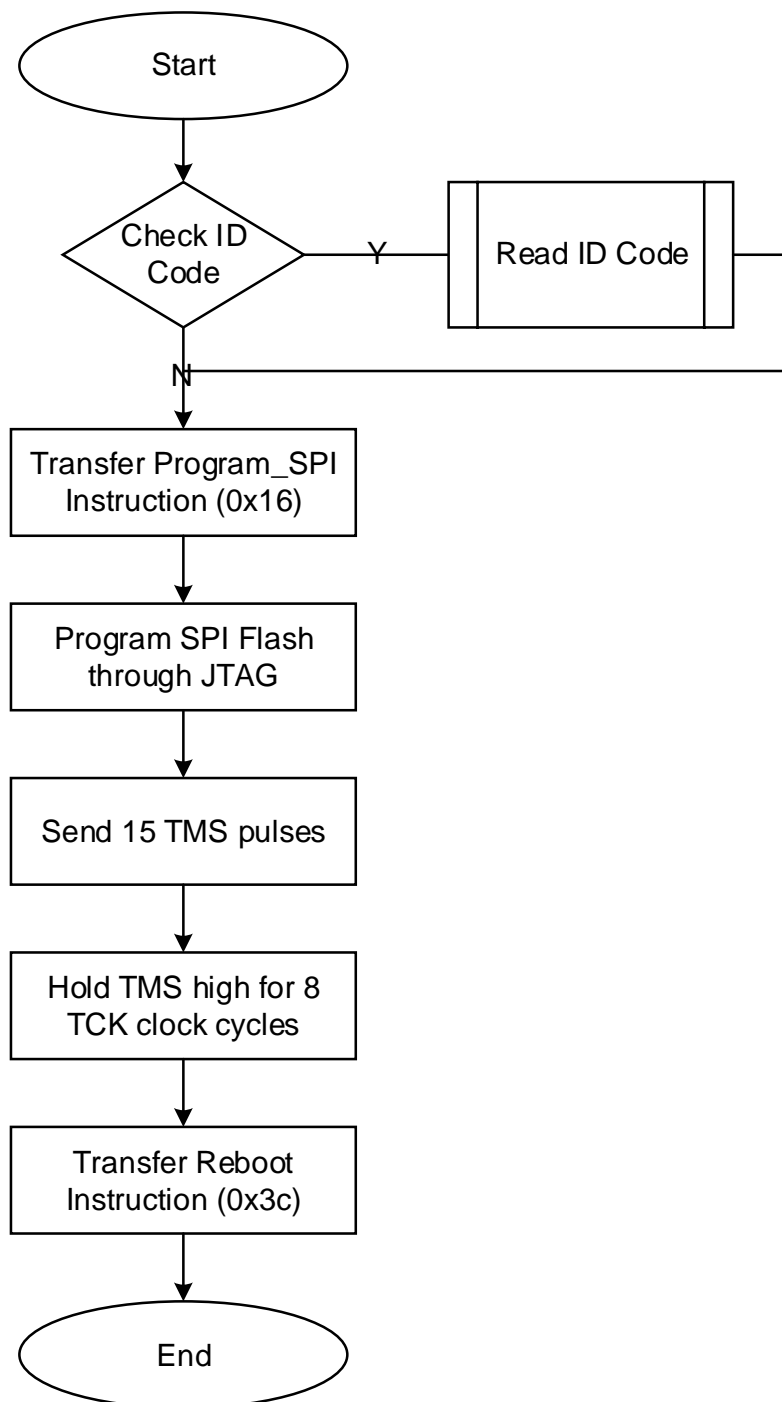 Start
Check ID
Code
Y
Read ID Code
N
Transfer Program_SPI
Instruction (0x16)
Program SPI Flash
through JTAG
Send 15 TMS pulses
Hold TMS high for 8
TCK clock cycles
Transfer Reboot
Instruction (0x3c)
End